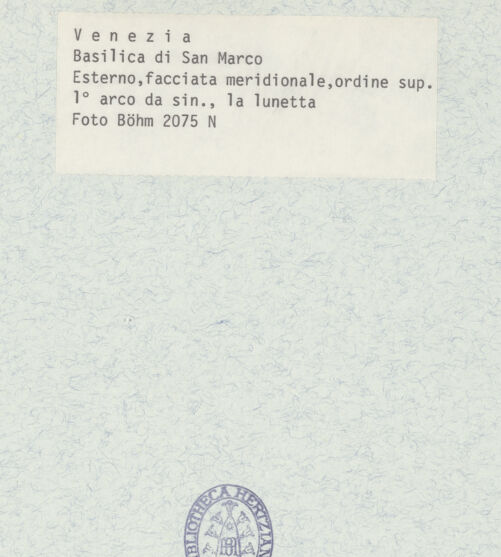 V e n e z i a
Basilica di San Marco
Esterno,facciata meridionale,ordine sup.
1° arco da sin., la lunetta
Foto Böhm 2075 N
BIBLIOTHECA HERTZIANA